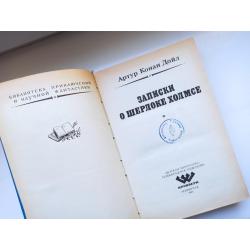 БИБЛИОТЕКА ПРИКЛЮЧЕНИЙ
И НАУЧНОЙ ФАНТАСТИКИ
Артур Конан Дойл
ЗАПИСКИ
О ШЕРЛОКЕ ХОЛМСЕ